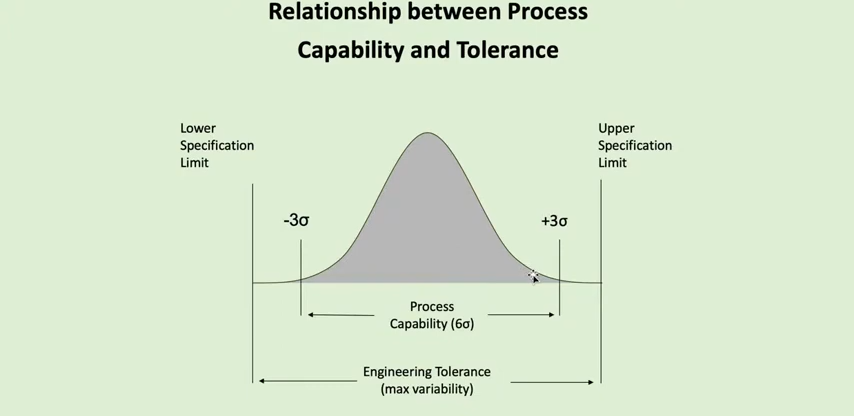 Relationship between Process
Capability and Tolerance
Lower
Specification
Limit
Upper
Specification
Limit
-3σ
+3σ
Process
Capability (6σ)
Engineering Tolerance
(max variability)